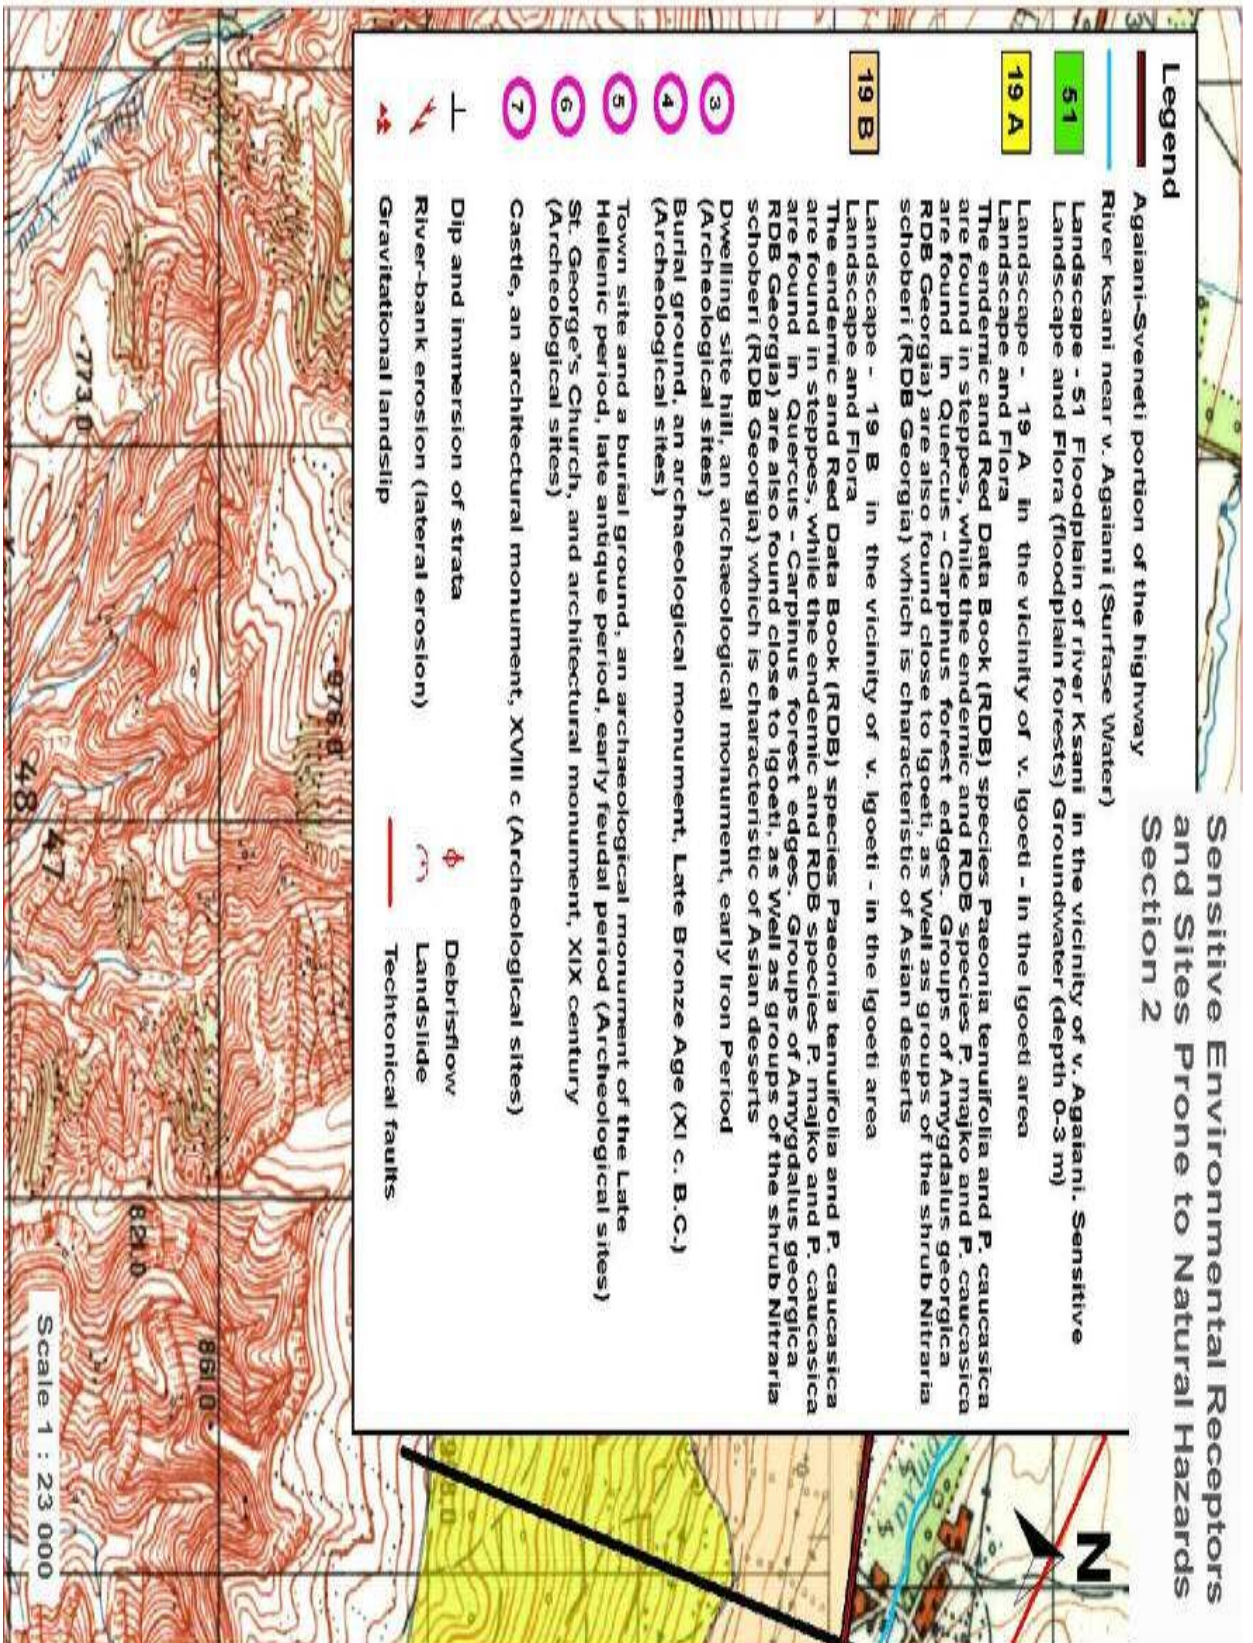 Sensitive Environmental Receptors
and Sites Prone to Natural Hazards
Section 2
Legend
Agaiani-Sveneti portion of the highway
River ksani near v. Agaiani (Surfase Water)
51
Landscape - 51 Floodplain of river Ksani in the vicinity of v. Agaiani. Sensitive
Landscape and Flora (floodplain forests) Groundwater (depth 0-3 m)
19 A
Landscape - 19 A in the vicinity of v. Igoeti - in the Igoeti area
Landscape and Flora
The endemic and Red Data Book (RDB) species Paeonia tenuifolia and P. caucasica
are found in steppes, while the endemic and RDB species P. majko and P. caucasica
are found in Quercus - Carpinus forest edges. Groups of Amygdalus georgica
RDB Georgia) are also found close to Igoeti, as Well as groups of the shrub Nitraria
schoberi (RDB Georgia) which is characteristic of Asian deserts
19 B
Landscape - 19 B in the vicinity of v. Igoeti - in the Igoeti area
Landscape and Flora
The endemic and Red Data Book (RDB) species Paeonia tenuifolia and P. caucasica
are found in steppes, while the endemic and RDB species P. majko and P. caucasica
are found in Quercus - Carpinus forest edges. Groups of Amygdalus georgica
RDB Georgia) are also found close to Igoeti, as Well as groups of the shrub Nitraria
schoberi (RDB Georgia) which is characteristic of Asian deserts
3
Dwelling site hill, an archaeological monument, early Iron Period
(Archeological sites)
4
Burial ground, an archaeological monument, Late Bronze Age (XI c. B.C.)
(Archeological sites)
5
Town site and a burial ground, an archaeological monument of the Late
Hellenic period, late antique period, early feudal period (Archeological sites)
6
St. George's Church, and architectural monument, XIX century
(Archeological sites)
7
Castle, an architectural monument, XVIII c (Archeological sites)
Dip and immersion of strata
Debrisflow
River-bank erosion (lateral erosion)
Landslide
Gravitational landslip
Techtonical faults
N
773.0
976.8
48
47
821.0
861.0
Scale 1 : 23 000